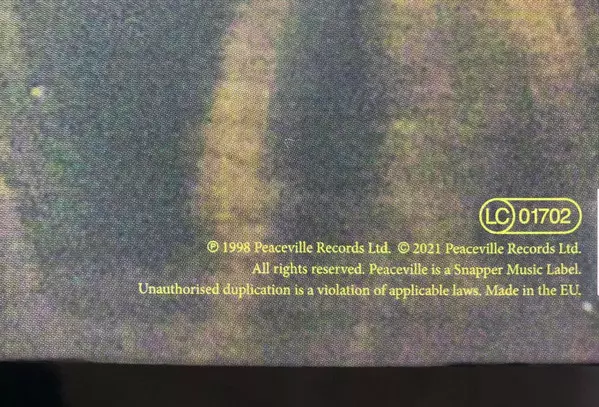 LC 01702
℗ 1998 Peaceville Records Ltd. © 2021 Peaceville Records Ltd.
All rights reserved. Peaceville is a Snapper Music Label.
Unauthorised duplication is a violation of applicable laws. Made in the EU.